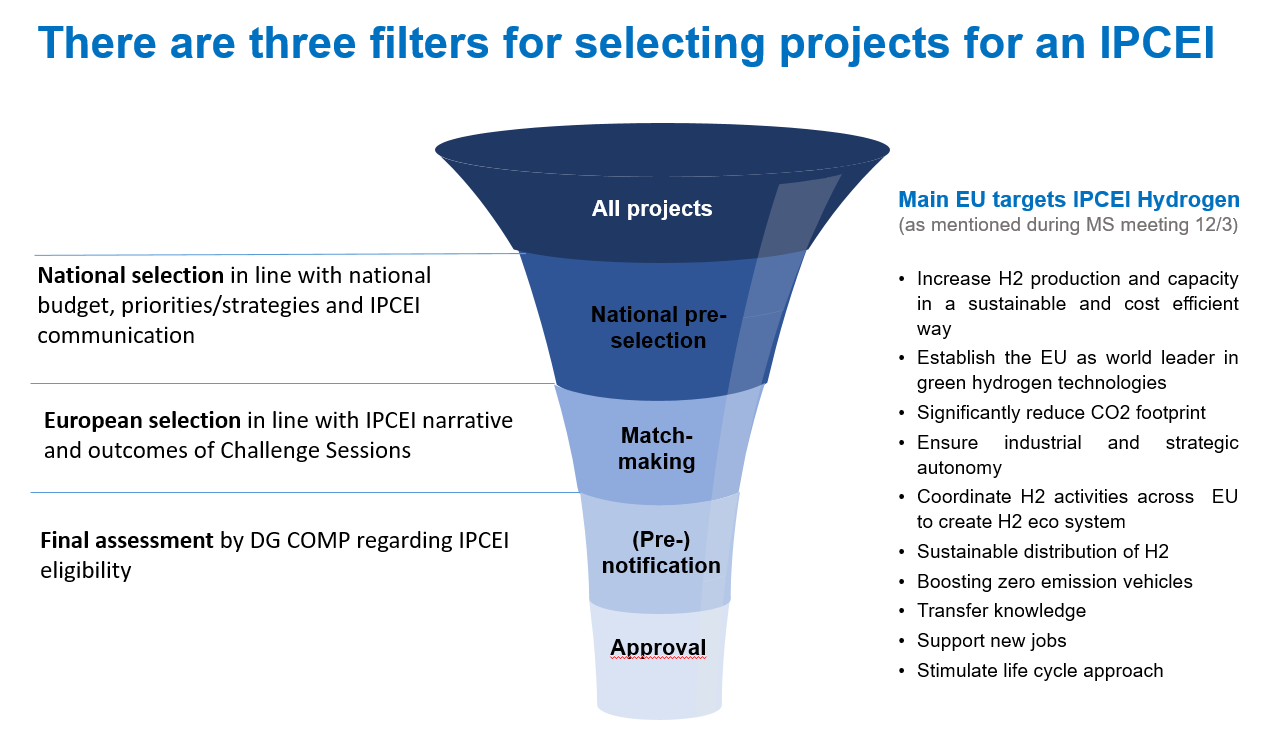 There are three filters for selecting projects for an IPCEI
All projects
National selection in line with national
budget, priorities/strategies and IPCEI
communication
National pre-
selection
European selection in line with IPCEI narrative
and outcomes of Challenge Sessions
Match-
making
Final assessment by DG COMP regarding IPCEI
eligibility
(Pre-)
notification
Approval
Main EU targets IPCEI Hydrogen
(as mentioned during MS meeting 12/3)
• Increase H2 production and capacity
in a sustainable and cost efficient
way
• Establish the EU as world leader in
green hydrogen technologies
• Significantly reduce CO2 footprint
• Ensure industrial and strategic
autonomy
• Coordinate H2 activities across EU
to create H2 eco system
• Sustainable distribution of H2
• Boosting zero emission vehicles
• Transfer knowledge
• Support new jobs
• Stimulate life cycle approach